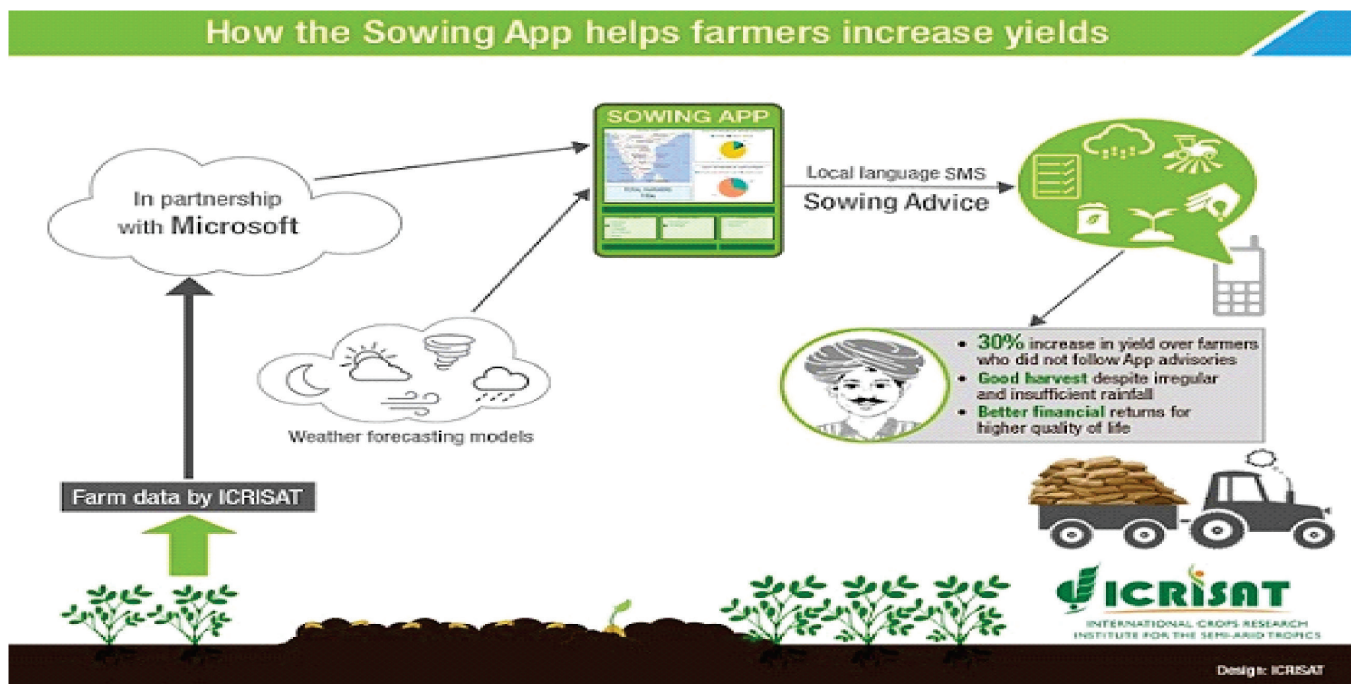 How the Sowing App helps farmers increase yields
SOWING APP
In partnership
with Microsoft
Local language SMS
Sowing Advice
30% increase in yield over farmers
who did not follow App advisories
Good harvest despite irregular
and insufficient rainfall
Better financial returns for
higher quality of life
Weather forecasting models
Farm data by ICRISAT
ICRISAT
INTERNATIONAL CROPS RESEARCH
INSTITUTE FOR THE SEMI-ARID TROPICS
Design: ICRISAT